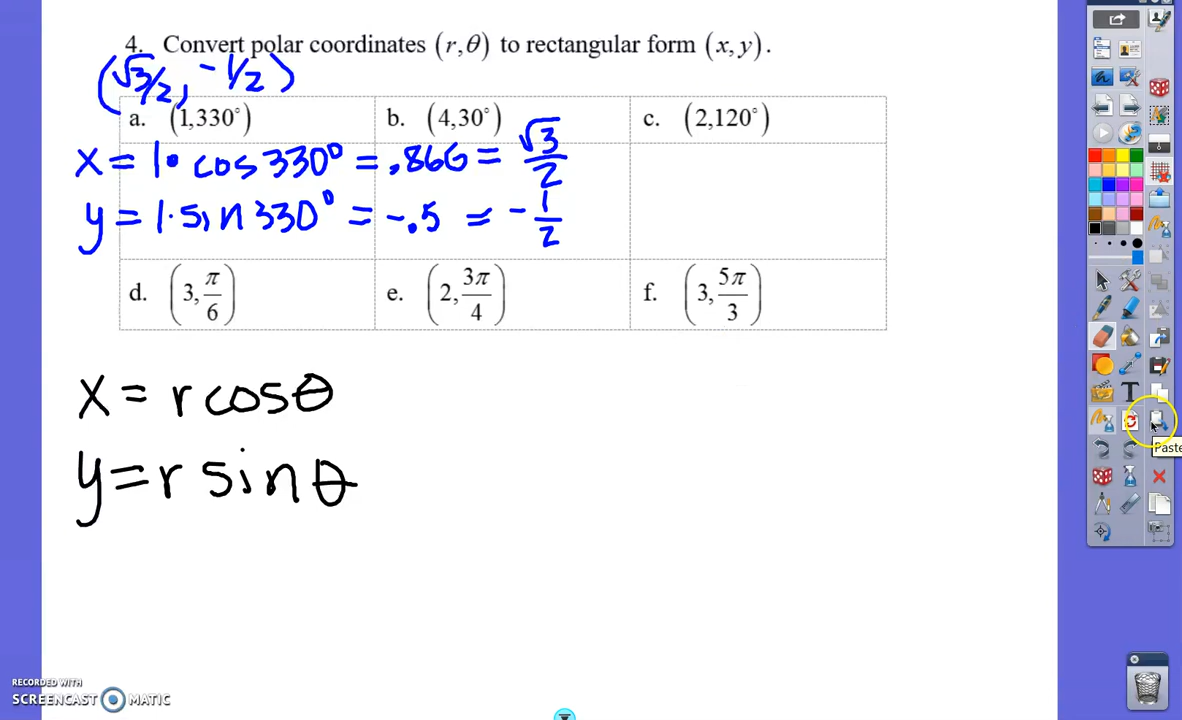 4. Convert polar coordinates (r,θ) to rectangular form (x,y).
(√3/2, -1/2)
a. (1,330°)
b. (4,30°)
c. (2,120°)
x = 1 • cos 330° = .866 = √3/2
y = 1 • sin 330° = -.5 = -1/2
d. (3, π/6)
e. (2, 3π/4)
f. (3, 5π/3)
x = r cos θ
y = r sin θ
T
Paste
RECORDED WITH
SCREENCAST MATIC